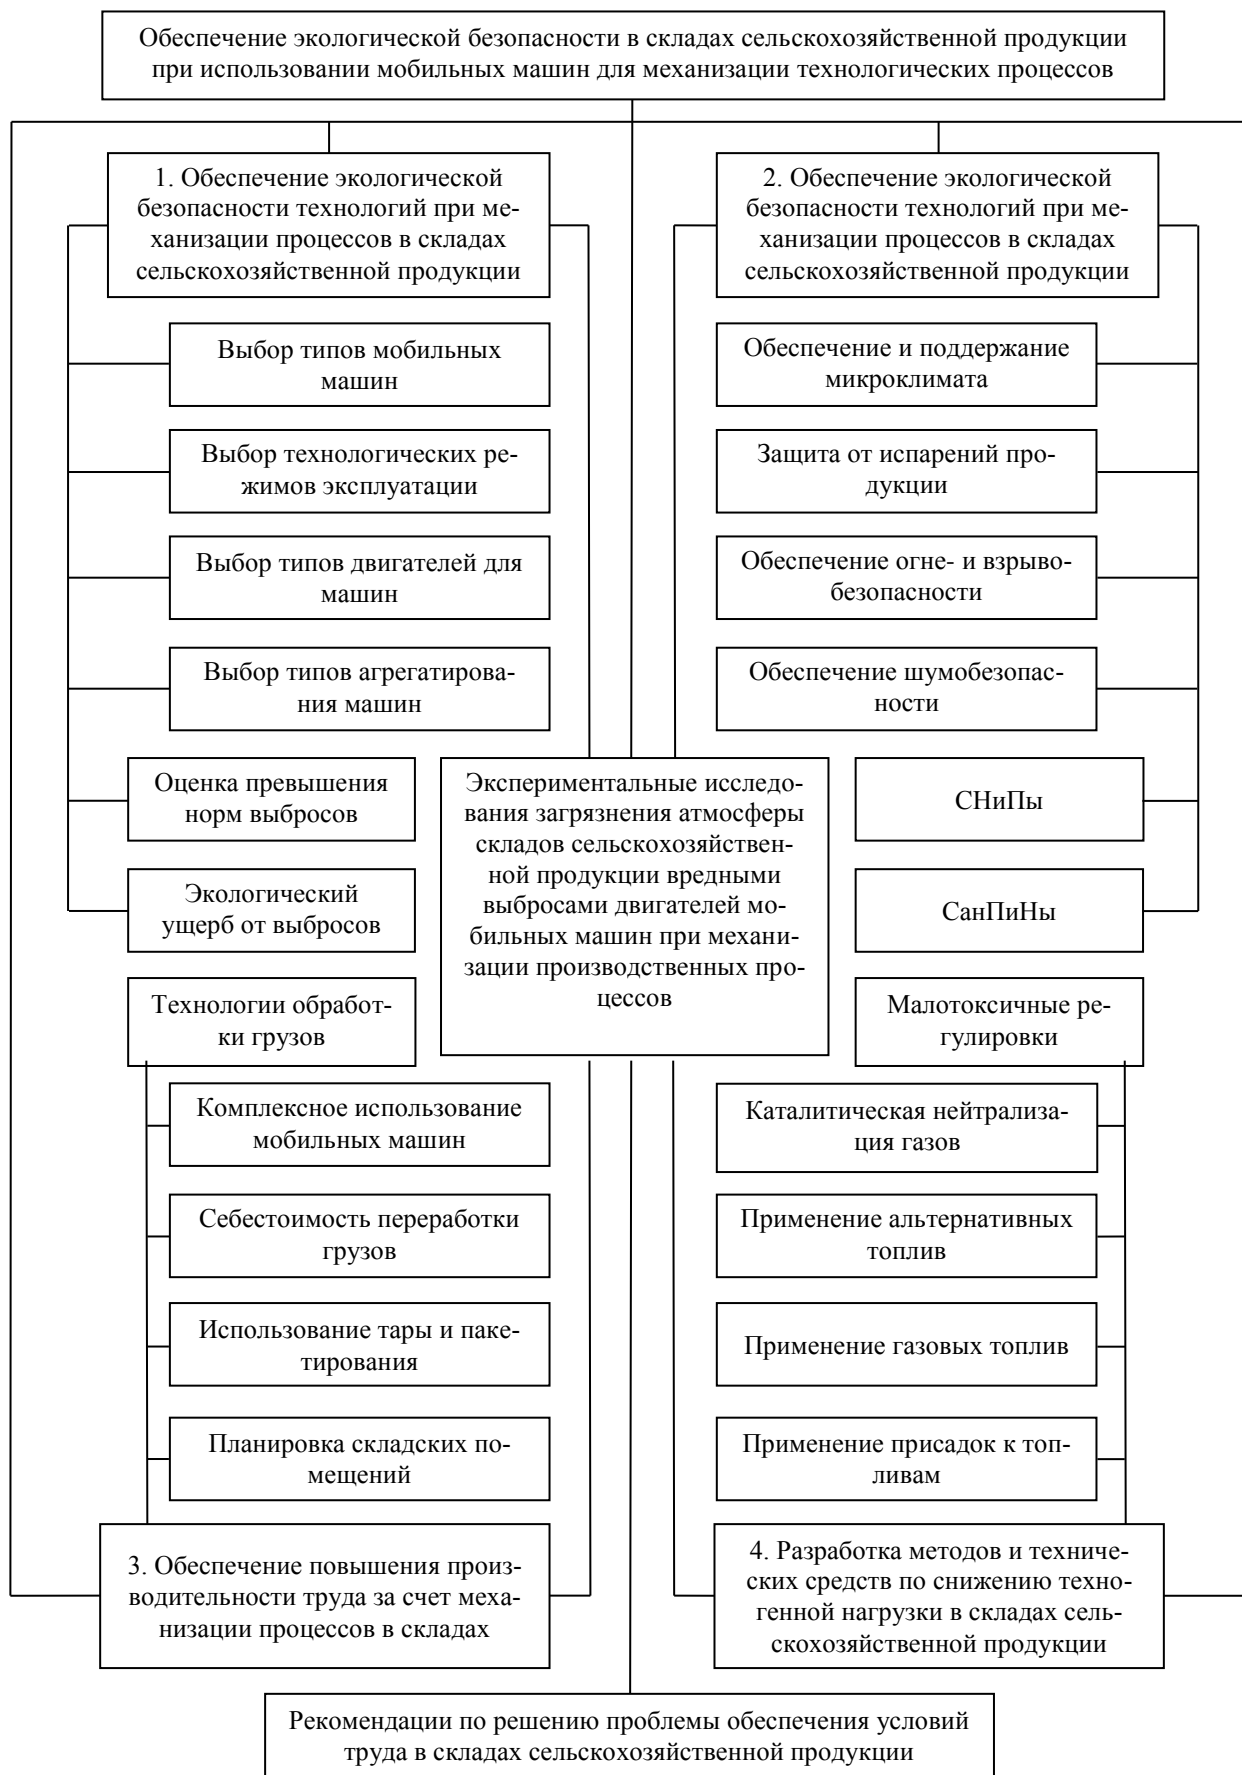 Обеспечение экологической безопасности в складах сельскохозяйственной продукции
при использовании мобильных машин для механизации технологических процессов
1. Обеспечение экологической
безопасности технологий при ме-
ханизации процессов в складах
сельскохозяйственной продукции
2. Обеспечение экологической
безопасности технологий при ме-
ханизации процессов в складах
сельскохозяйственной продукции
Выбор типов мобильных
машин
Обеспечение и поддержание
микроклимата
Выбор технологических ре-
жимов эксплуатации
Защита от испарений про-
дукции
Выбор типов двигателей для
машин
Обеспечение огне- и взрыво-
безопасности
Выбор типов агрегатирова-
ния машин
Обеспечение шумобезопас-
ности
Оценка превышения
норм выбросов
Экспериментальные исследо-
вания загрязнения атмосферы
складов сельскохозяйствен-
ной продукции вредными
выбросами двигателей мо-
бильных машин при механи-
зации производственных про-
цессов
СНиПы
Экологический
ущерб от выбросов
СанПиНы
Технологии обработ-
ки грузов
Малотоксичные ре-
гулировки
Комплексное использование
мобильных машин
Каталитическая нейтрализа-
ция газов
Себестоимость переработки
грузов
Применение альтернативных
топлив
Использование тары и паке-
тирования
Применение газовых топлив
Планировка складских по-
мещений
Применение присадок к топ-
ливам
3. Обеспечение повышения произ-
водительности труда за счет меха-
низации процессов в складах
4. Разработка методов и техниче-
ских средств по снижению техно-
генной нагрузки в складах сель-
скохозяйственной продукции
Рекомендации по решению проблемы обеспечения условий
труда в складах сельскохозяйственной продукции